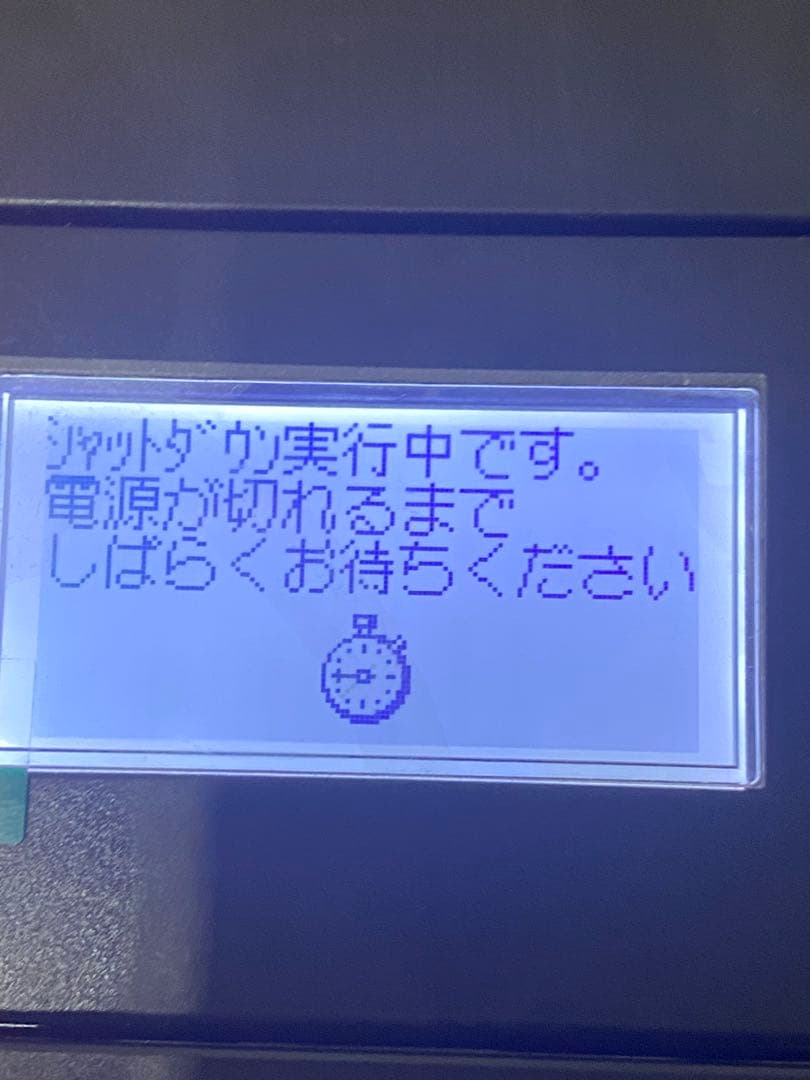 ｼｬｯﾄﾀﾞｳﾝ実行中です。
電源が切れるまで
しばらくお待ちください